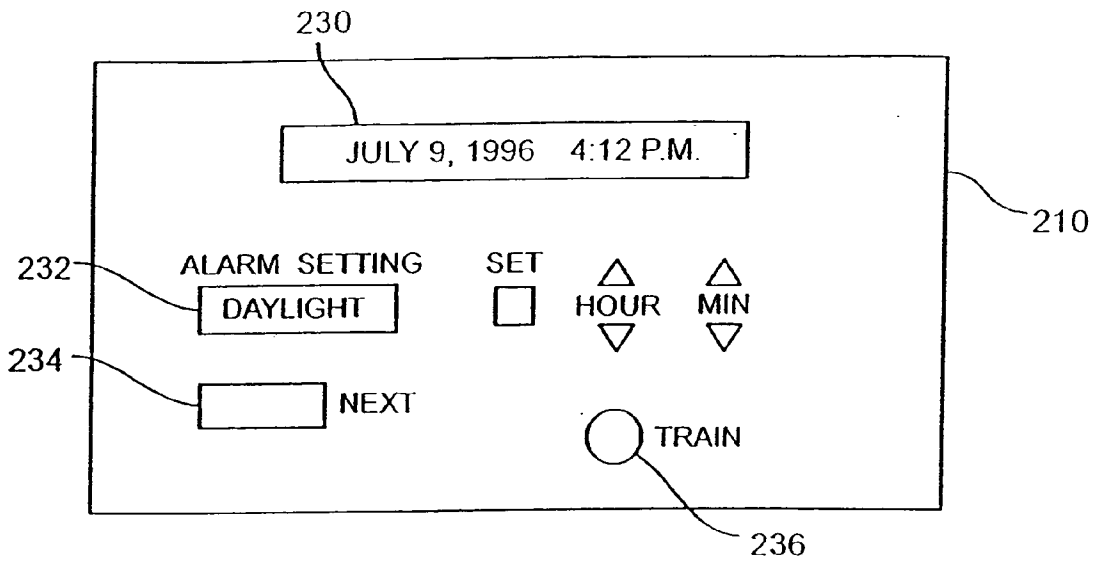 230
JULY 9, 1996 4:12 P.M.
210
232
ALARM SETTING
SET
DAYLIGHT
HOUR
MIN
234
NEXT
TRAIN
236